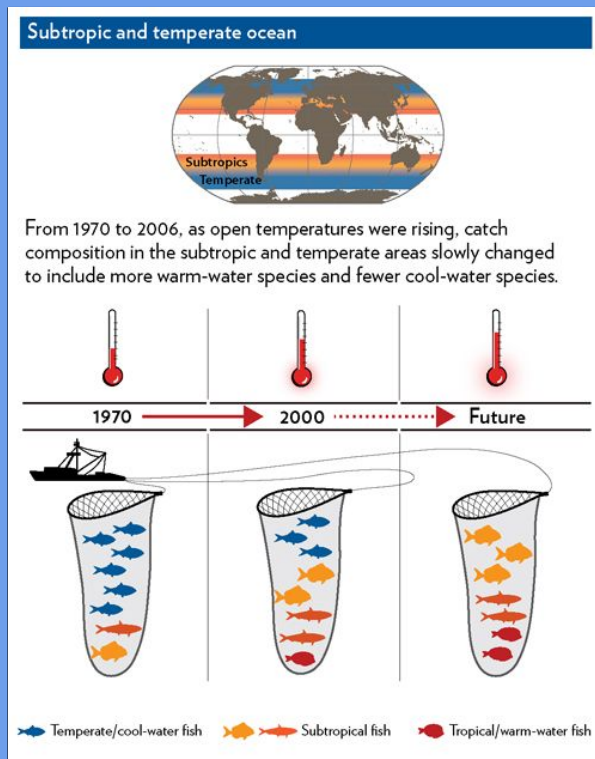 Subtropic and temperate ocean
Subtropics
Temperate
From 1970 to 2006, as open temperatures were rising, catch
composition in the subtropic and temperate areas slowly changed
to include more warm-water species and fewer cool-water species.
1970 2000 Future
Temperate/cool-water fish Subtropical fish Tropical/warm-water fish